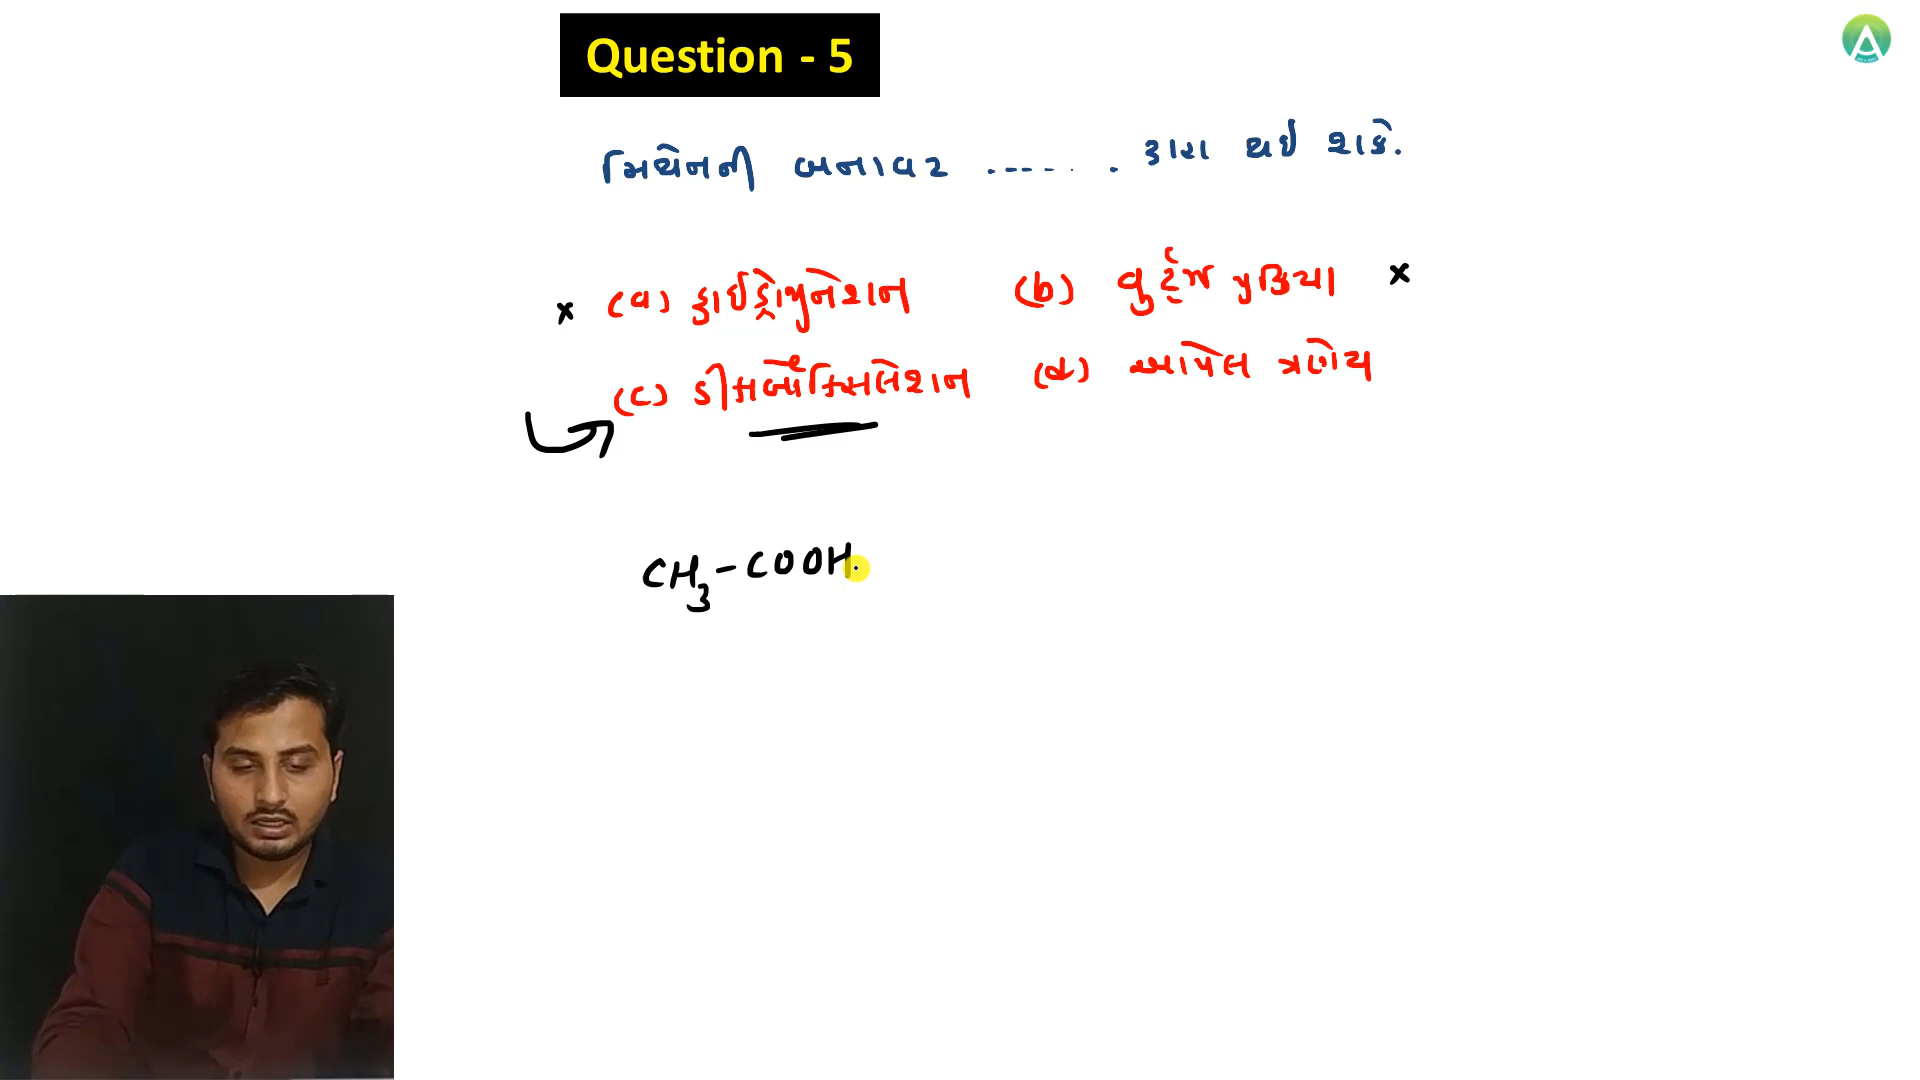 Question - 5
મિથેનની બનાવટ ....... દ્વારા થઈ શકે.
x (a) હાઈડ્રોજીનેશન (b) વુર્ટ્ઝ પ્રક્રિયા x
(c) ડીકાર્બોક્સિલેશન (d) આપેલ ત્રણેય
CH3-COOH